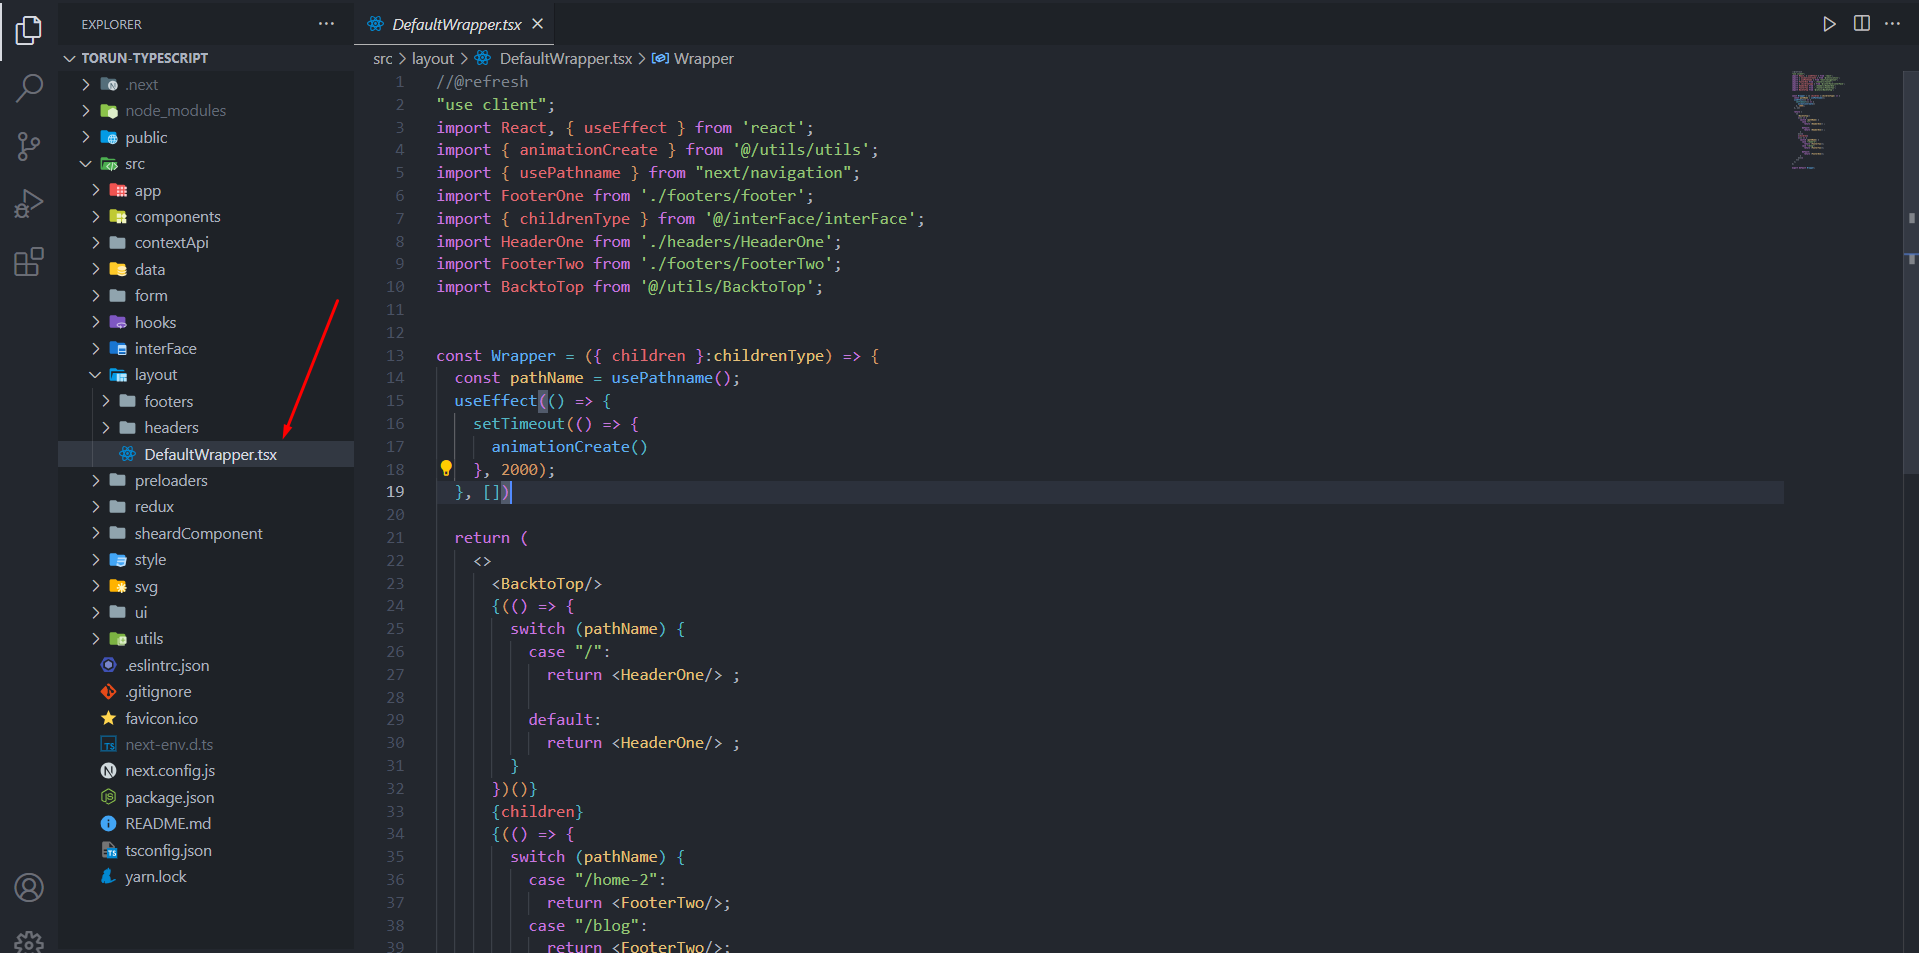 EXPLORER
TORUN-TYPESCRIPT
.next
node_modules
public
src
app
components
contextApi
data
form
hooks
interFace
layout
footers
headers
DefaultWrapper.tsx
preloaders
redux
sheardComponent
style
svg
ui
utils
.eslintrc.json
.gitignore
favicon.ico
next-env.d.ts
next.config.js
package.json
README.md
tsconfig.json
yarn.lock
DefaultWrapper.tsx
src > layout > DefaultWrapper.tsx > Wrapper
1 //@refresh
2 "use client";
3 import React, { useEffect } from 'react';
4 import { animationCreate } from '@/utils/utils';
5 import { usePathname } from "next/navigation";
6 import FooterOne from './footers/footer';
7 import { childrenType } from '@/interFace/interFace';
8 import HeaderOne from './headers/HeaderOne';
9 import FooterTwo from './footers/FooterTwo';
10 import BacktoTop from '@/utils/BacktoTop';
11
12
13 const Wrapper = ({ children }:childrenType) => {
14 const pathName = usePathname();
15 useEffect(() => {
16 setTimeout(() => {
17 animationCreate()
18 }, 2000);
19 }, [])
20
21 return (
22 <>
23 <BacktoTop/>
24 {(() => {
25 switch (pathName) {
26 case "/":
27 return <HeaderOne/> ;
28
29 default:
30 return <HeaderOne/> ;
31 }
32 })()}
33 {children}
34 {(() => {
35 switch (pathName) {
36 case "/home-2":
37 return <FooterTwo/>;
38 case "/blog":
39 return <FooterTwo/>;